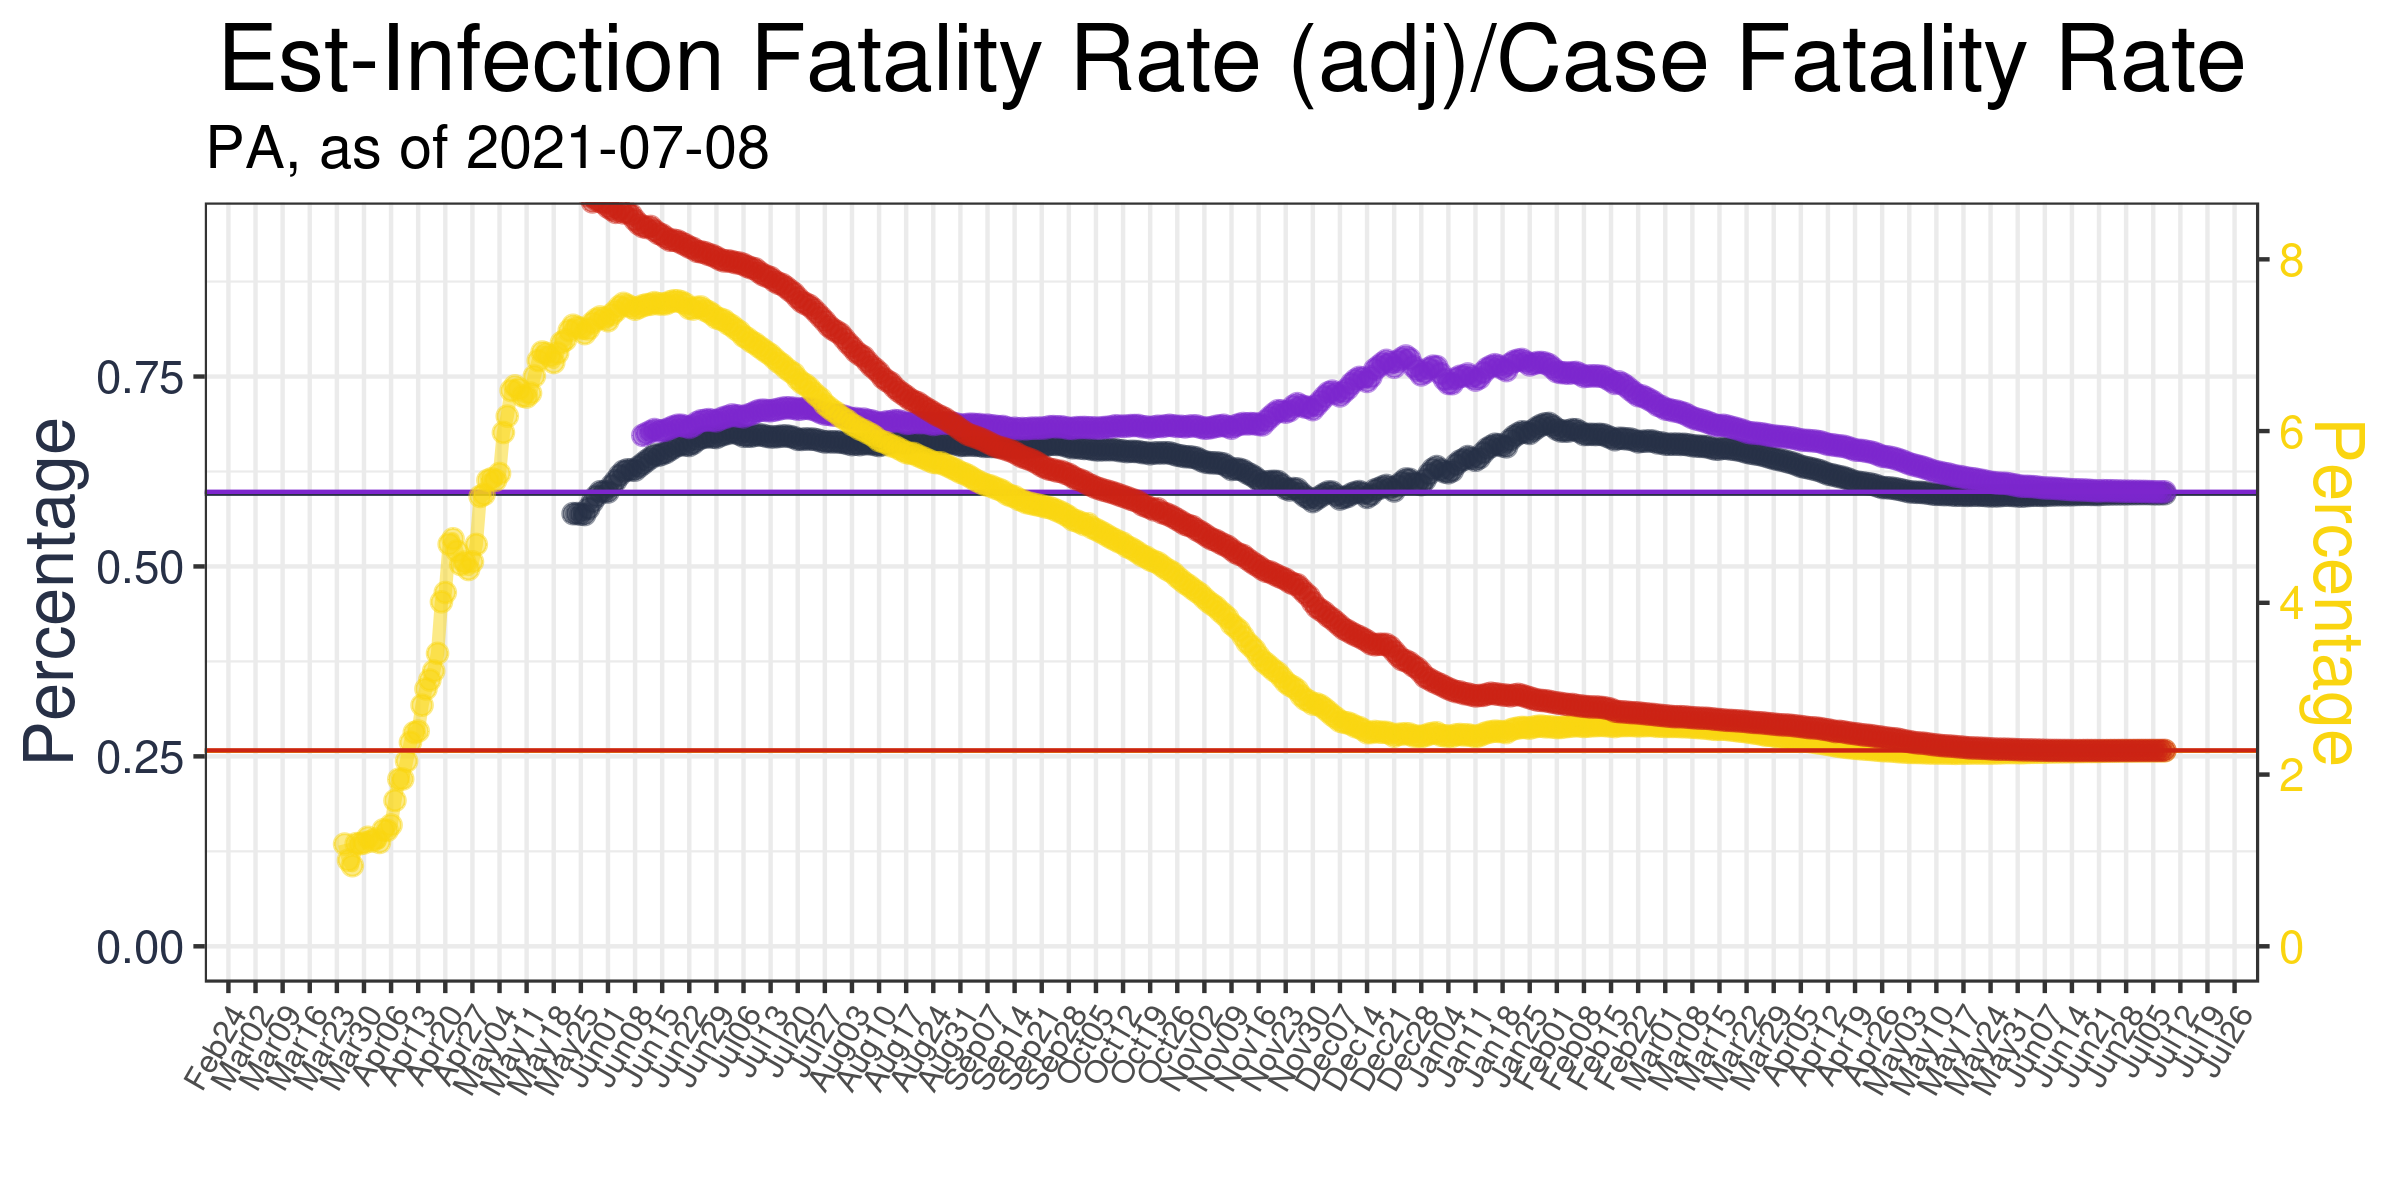 Est-Infection Fatality Rate (adj)/Case Fatality Rate
PA, as of 2021-07-08
Percentage
0.75
0.50
0.25
0.00
8
6
4
2
0
Percentage
Feb24
Mar02
Mar09
Mar16
Mar23
Mar30
Apr06
Apr13
Apr20
Apr27
May04
May11
May18
May25
Jun01
Jun08
Jun15
Jun22
Jun29
Jul06
Jul13
Jul20
Jul27
Aug03
Aug10
Aug17
Aug24
Aug31
Sep07
Sep14
Sep21
Sep28
Oct05
Oct12
Oct19
Oct26
Nov02
Nov09
Nov16
Nov23
Nov30
Dec07
Dec14
Dec21
Dec28
Jan04
Jan11
Jan18
Jan25
Feb01
Feb08
Feb15
Feb22
Mar01
Mar08
Mar15
Mar22
Mar29
Apr05
Apr12
Apr19
Apr26
May03
May10
May17
May24
May31
Jun07
Jun14
Jun21
Jun28
Jul05
Jul12
Jul19
Jul26